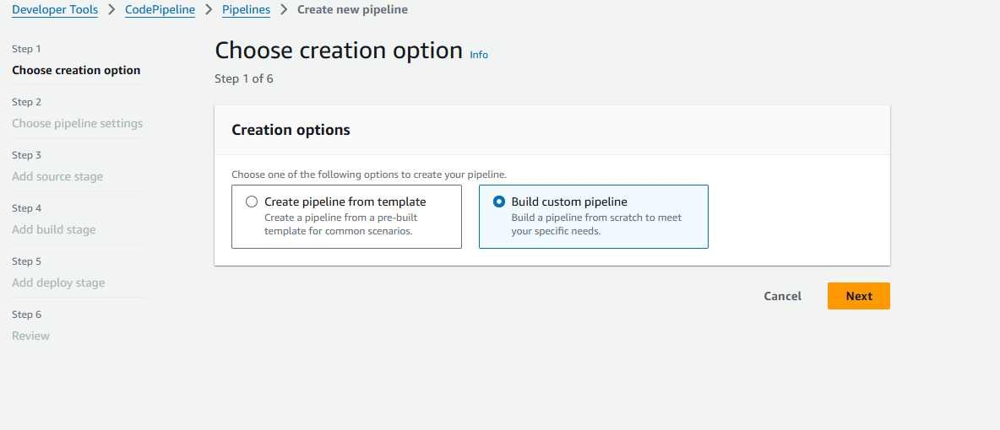 Developer Tools > CodePipeline > Pipelines > Create new pipeline
Step 1
Choose creation option
Step 2
Choose pipeline settings
Step 3
Add source stage
Step 4
Add build stage
Step 5
Add deploy stage
Step 6
Review
Choose creation option Info
Step 1 of 6
Creation options
Choose one of the following options to create your pipeline.
Create pipeline from template
Create a pipeline from a pre-built
template for common scenarios.
Build custom pipeline
Build a pipeline from scratch to meet
your specific needs.
Cancel
Next